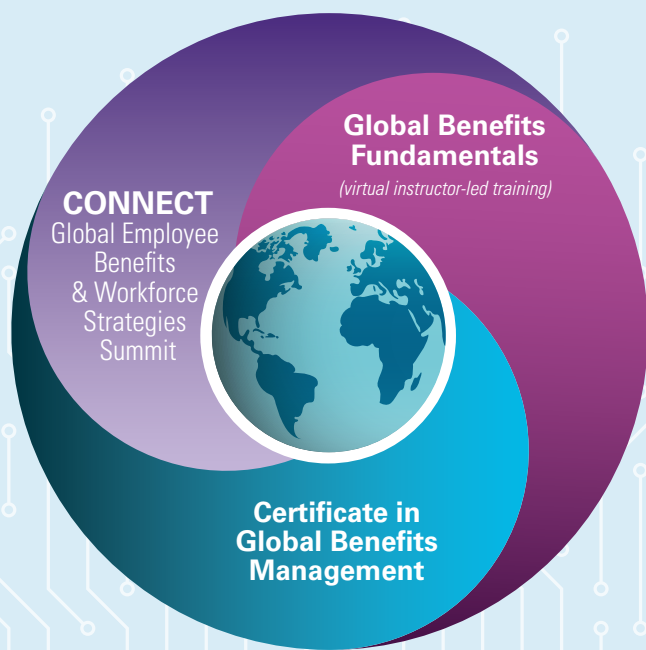 Global Benefits
Fundamentals
(virtual instructor-led training)
CONNECT
Global Employee
Benefits
& Workforce
Strategies
Summit
Certificate in
Global Benefits
Management